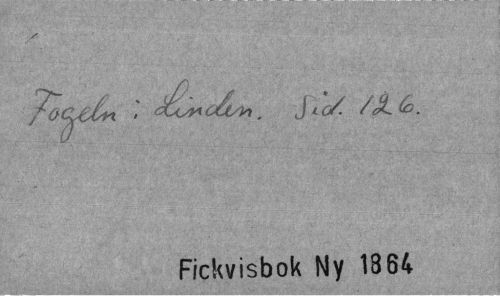 Fogeln i Linden. Sid. 126.
Fickvisbok Ny 1864